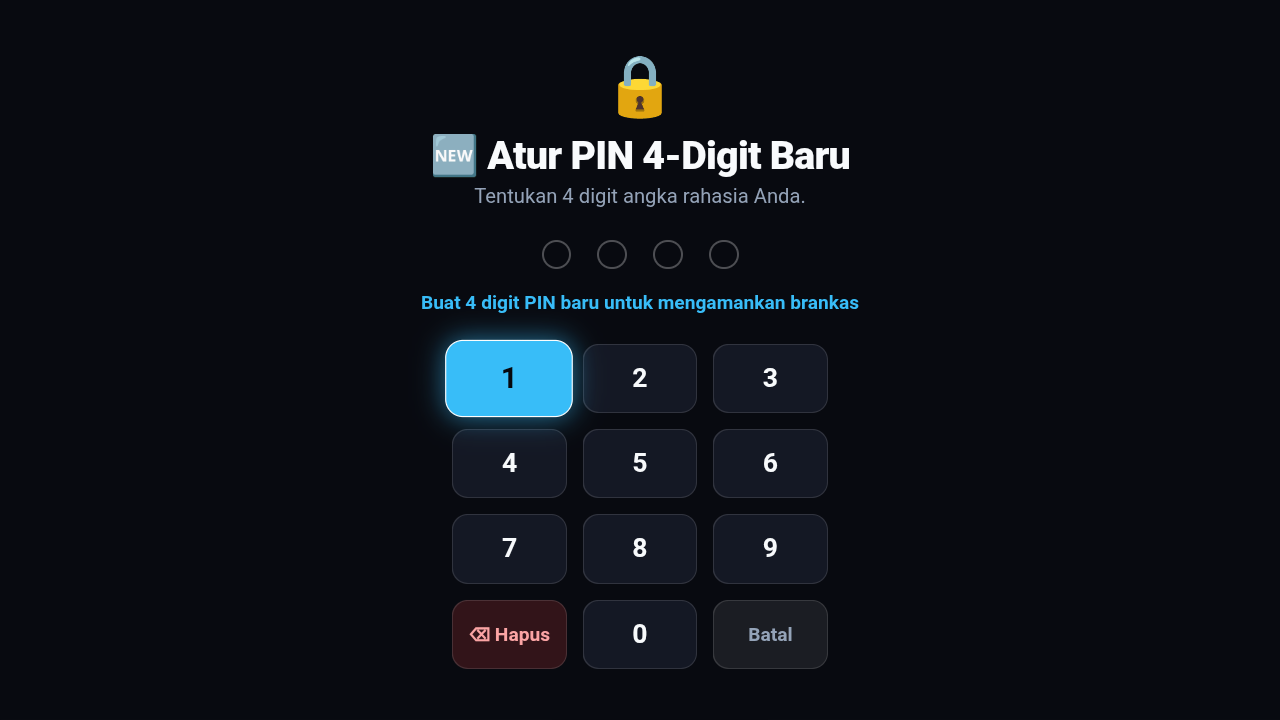 🆕 Atur PIN 4-Digit Baru
Tentukan 4 digit angka rahasia Anda.
Buat 4 digit PIN baru untuk mengamankan brankas
1 2 3
4 5 6
7 8 9
⌫ Hapus 0 Batal